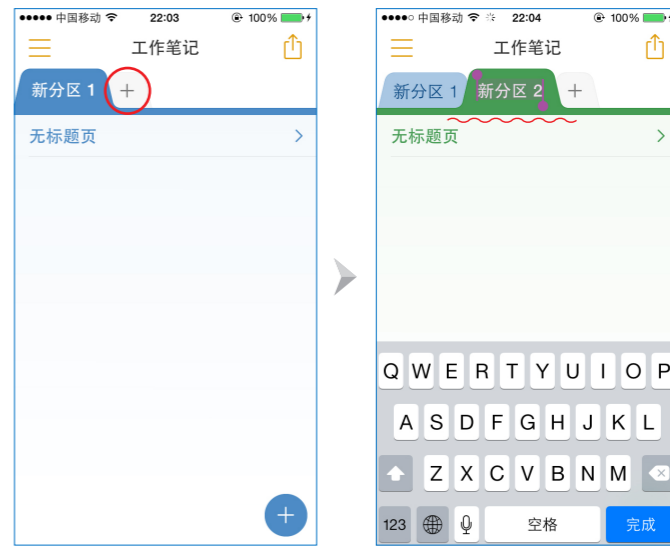 中国移动 22:03 100%
工作笔记
新分区 1 +
无标题页
+
中国移动 22:04 100%
工作笔记
新分区 1 新分区 2 +
无标题页
Q W E R T Y U I O P
A S D F G H J K L
Z X C V B N M
123 空格 完成